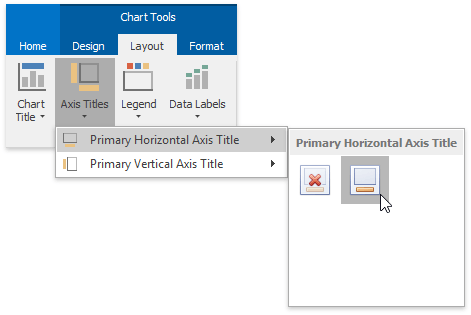 Chart Tools
Home Design Layout Format
Chart Title Axis Titles Legend Data Labels
Primary Horizontal Axis Title
Primary Vertical Axis Title
Primary Horizontal Axis Title